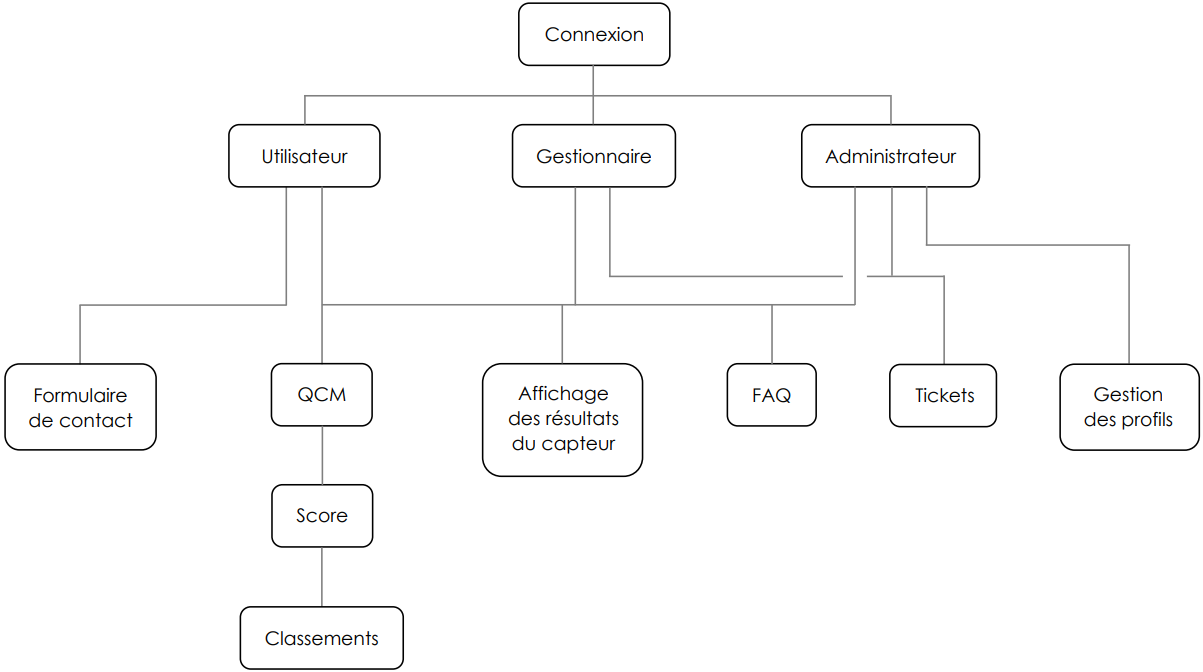 Connexion
Utilisateur
Gestionnaire
Administrateur
Formulaire
de contact
QCM
Affichage
des résultats
du capteur
FAQ
Tickets
Gestion
des profils
Score
Classements